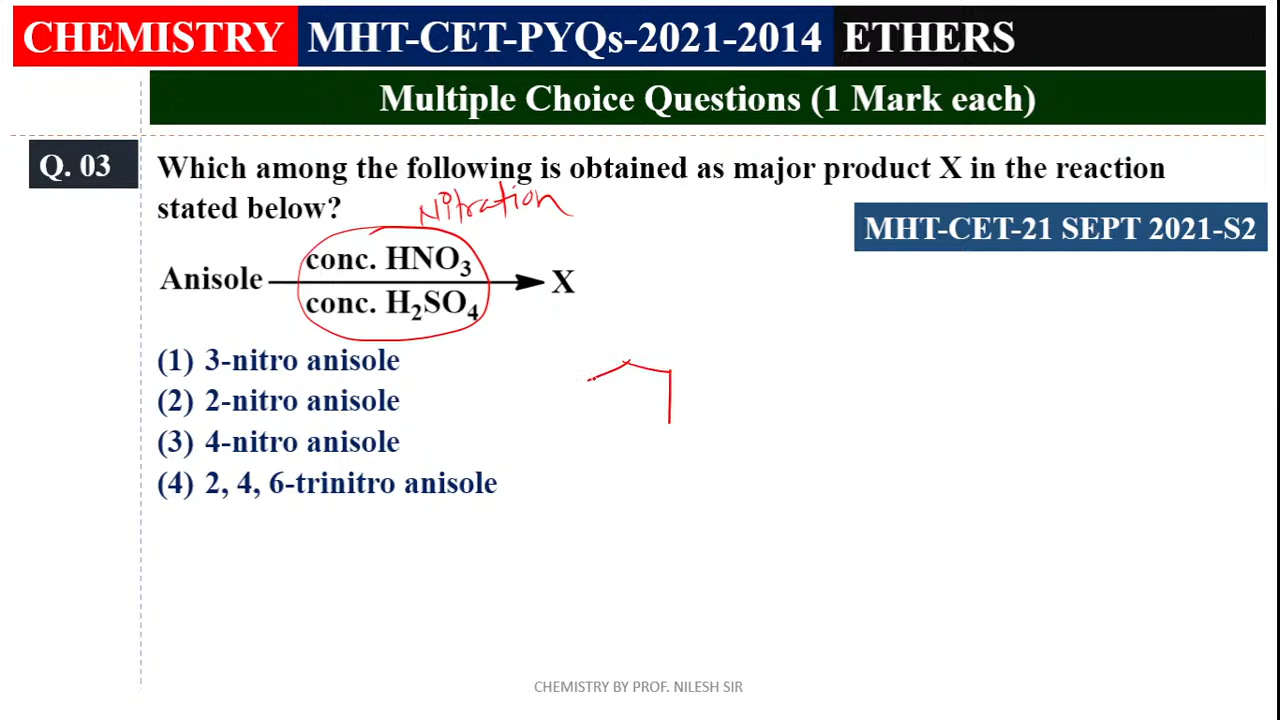 CHEMISTRY MHT-CET-PYQs-2021-2014 ETHERS
Multiple Choice Questions (1 Mark each)
Q. 03
Which among the following is obtained as major product X in the reaction
stated below?
Nitration
MHT-CET-21 SEPT 2021-S2
conc. HNO₃
Anisole X
conc. H₂SO₄
(1) 3-nitro anisole
(2) 2-nitro anisole
(3) 4-nitro anisole
(4) 2, 4, 6-trinitro anisole
CHEMISTRY BY PROF. NILESH SIR